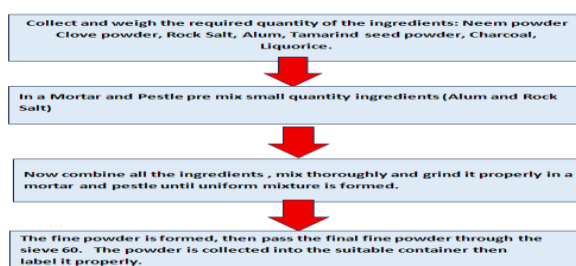 Collect and weigh the required quantity of the ingredients: Neem powder
Clove powder, Rock Salt, Alum, Tamarind seed powder, Charcoal,
Liquorice.
In a Mortar and Pestle pre mix small quantity ingredients (Alum and Rock
Salt)
Now combine all the ingredients , mix thoroughly and grind it properly in a
mortar and pestle until uniform mixture is formed.
The fine powder is formed, then pass the final fine powder through the
sieve 60. The powder is collected into the suitable container then
label it properly.